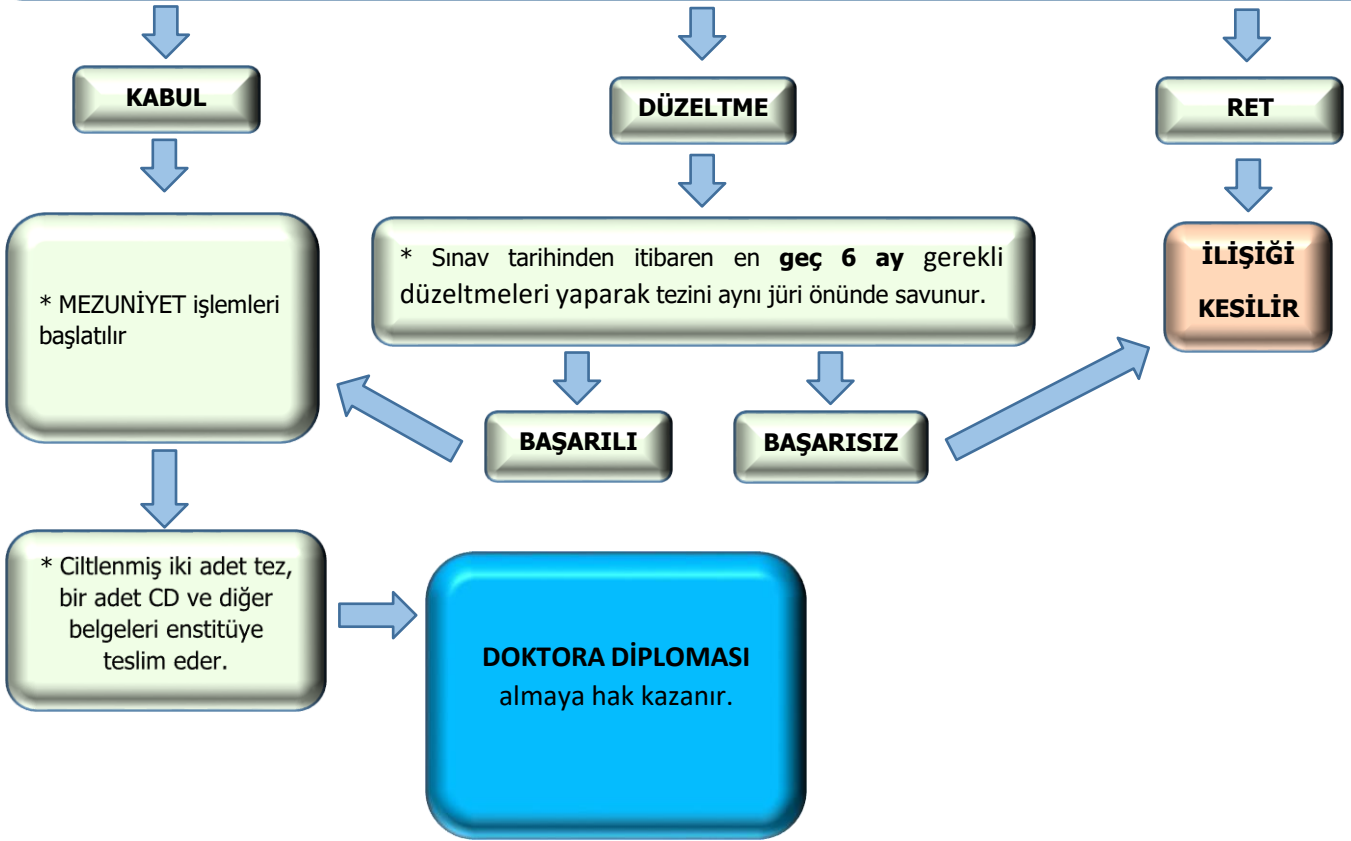 KABUL
DÜZELTME
RET
* MEZUNİYET işlemleri
başlatılır
* Sınav tarihinden itibaren en geç 6 ay gerekli
düzeltmeleri yaparak tezini aynı jüri önünde savunur.
İLİŞİĞİ
KESİLİR
BAŞARILI
BAŞARISIZ
* Ciltlenmiş iki adet tez,
bir adet CD ve diğer
belgeleri enstitüye
teslim eder.
DOKTORA DİPLOMASI
almaya hak kazanır.